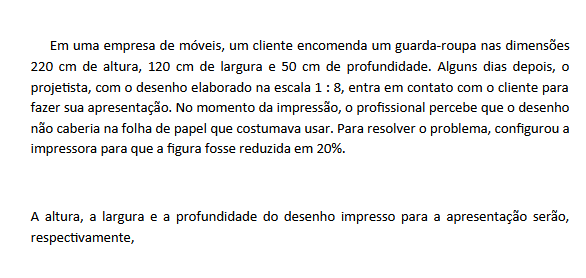 Em uma empresa de móveis, um cliente encomenda um guarda-roupa nas dimensões
220 cm de altura, 120 cm de largura e 50 cm de profundidade. Alguns dias depois, o
projetista, com o desenho elaborado na escala 1 : 8, entra em contato com o cliente para
fazer sua apresentação. No momento da impressão, o profissional percebe que o desenho
não caberia na folha de papel que costumava usar. Para resolver o problema, configurou a
impressora para que a figura fosse reduzida em 20%.
A altura, a largura e a profundidade do desenho impresso para a apresentação serão,
respectivamente,